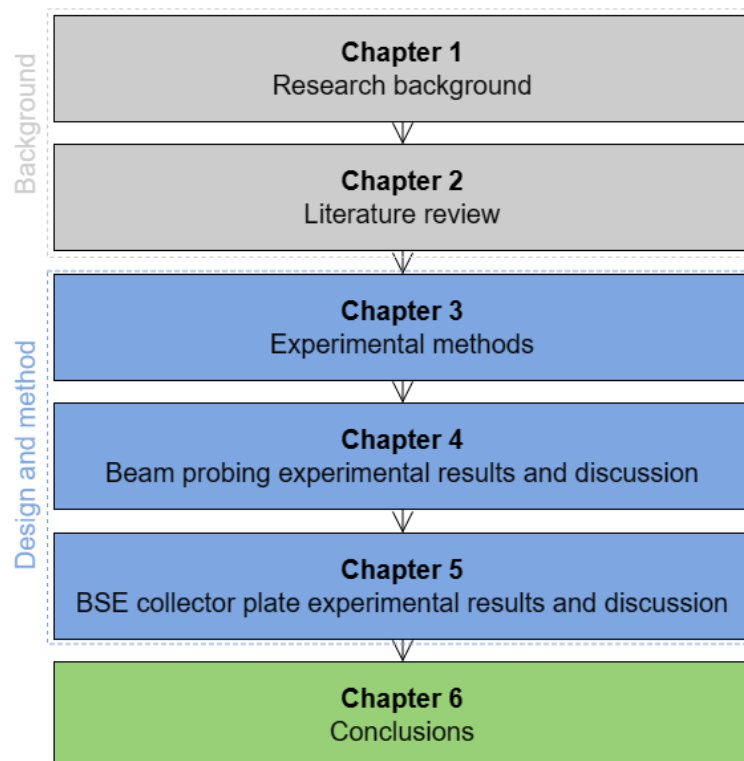 Background
Chapter 1
Research background
Chapter 2
Literature review
Design and method
Chapter 3
Experimental methods
Chapter 4
Beam probing experimental results and discussion
Chapter 5
BSE collector plate experimental results and discussion
Chapter 6
Conclusions